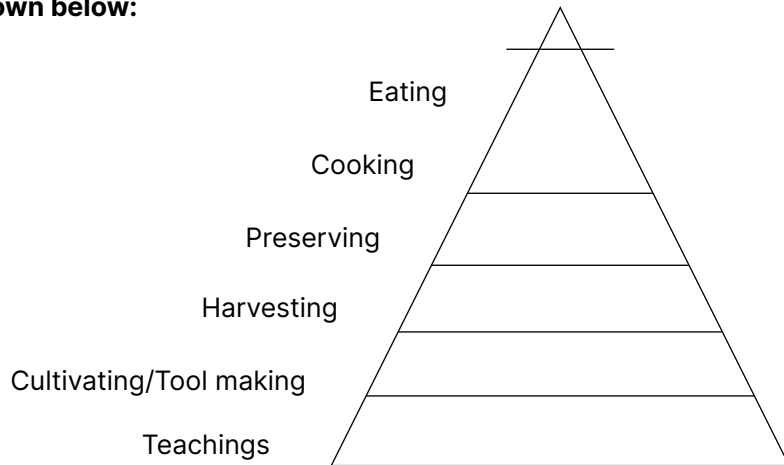 own below:
Eating
Cooking
Preserving
Harvesting
Cultivating/Tool making
Teachings